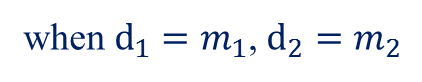 when d₁ = m₁, d₂ = m₂